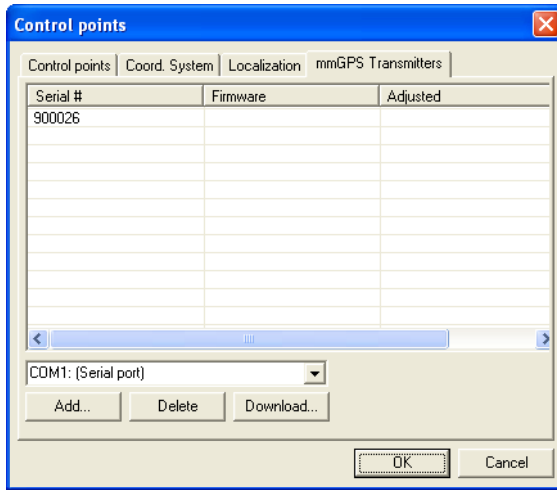 Control points
Control points Coord. System Localization mmGPS Transmitters
Serial # Firmware Adjusted
900026
COM1: (Serial port)
Add... Delete Download...
OK Cancel